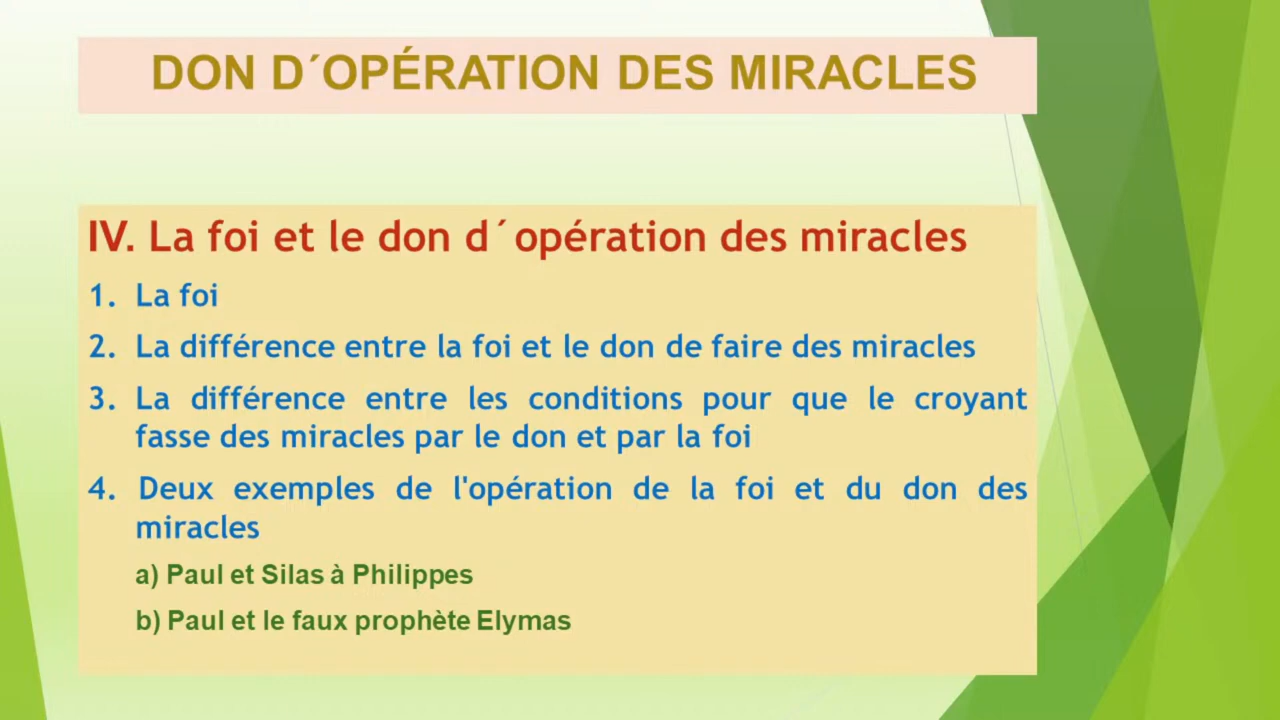 DON D´OPÉRATION DES MIRACLES
IV. La foi et le don d´opération des miracles
1. La foi
2. La différence entre la foi et le don de faire des miracles
3. La différence entre les conditions pour que le croyant
fasse des miracles par le don et par la foi
4. Deux exemples de l'opération de la foi et du don des
miracles
a) Paul et Silas à Philippes
b) Paul et le faux prophète Elymas